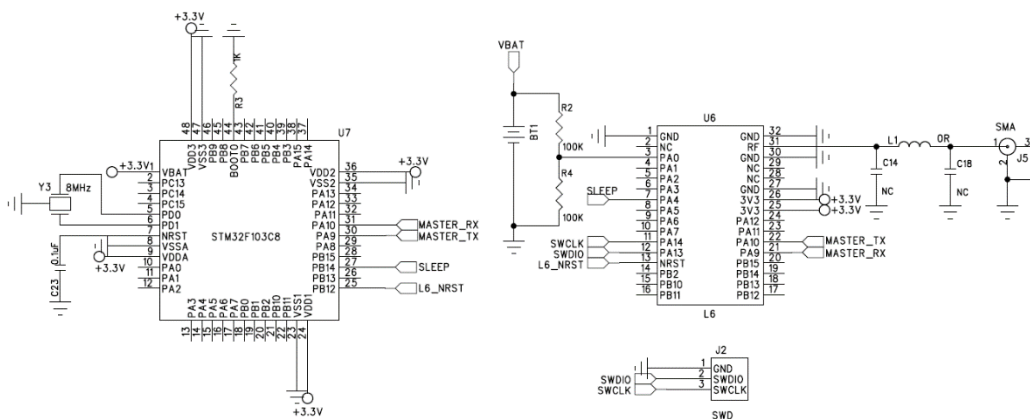 +3.3V
1K
R3
48 47 46 45 44 43 42 41 40 39 38 37
VDD3 VSS3 PB9 PB8 BOOT0 PB7 PB6 PB5 PB4 PB3 PA15 PA14
U7
+3.3V
1 VBAT
2 PC13
3 PC14
4 PC15
5 PD0
6 PD1
7 NRST
8 VSSA
9 VDDA
10 PA0
11 PA1
12 PA2
Y3
8MHz
0.1uF
C23
+3.3V
STM32F103C8
VDD2 36
VSS2 35
PA13 34
PA12 33
PA11 32
PA10 31 MASTER_RX
PA9 30 MASTER_TX
PA8 29
PB15 28
PB14 27 SLEEP
PB13 26
PB12 25 L6_NRST
+3.3V
PA3 PA4 PA5 PA6 PA7 PB0 PB1 PB2 PB10 PB11 VSS1 VDD1
13 14 15 16 17 18 19 20 21 22 23 24
+3.3V
VBAT
BT1
R2
100K
R4
100K
SLEEP
SWCLK
SWDIO
L6_NRST
U6
1 GND
2 NC
3 PA0
4 PA1
5 PA2
6 PA3
7 PA4
8 PA5
9 PA6
10 PA7
11 PA14
12 PA13
13 NRST
14 PB2
15 PB10
16 PB11
GND 32
RF 31
GND 30
NC 29
NC 28
GND 27
3V3 26 +3.3V
3V3 25 +3.3V
PA12 24
PA11 23
PA10 22 MASTER_TX
PA9 21 MASTER_RX
PB15 20
PB14 19
PB13 18
PB12 17
L6
L1
0R
C14
NC
C18
NC
SMA
1
2
3
J5
J2
1 GND
SWDIO 2 SWDIO
SWCLK 3 SWCLK
SWD